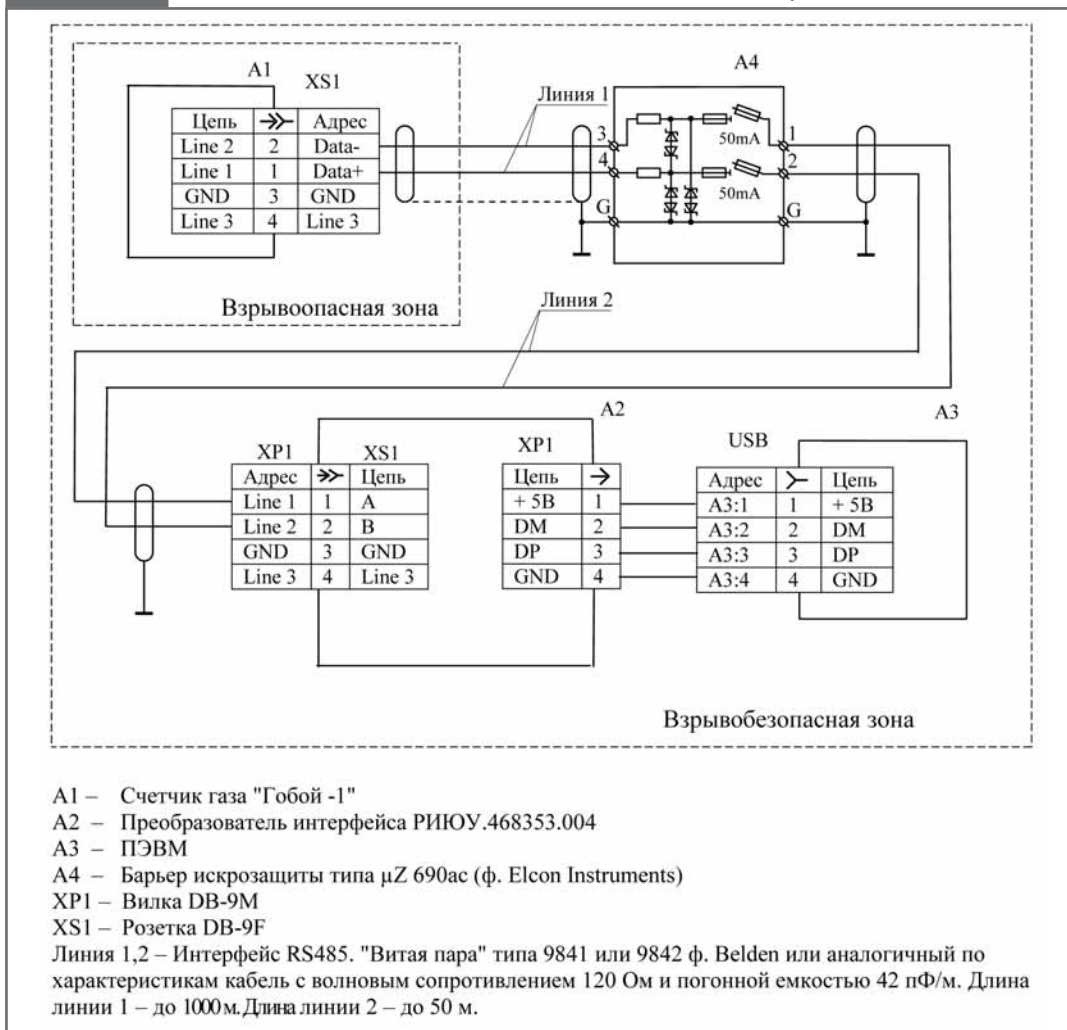 A1
XS1
Цепь Адрес
Line 2 2 Data-
Line 1 1 Data+
GND 3 GND
Line 3 4 Line 3
Взрывоопасная зона
Линия 1
A4
3
4
G
50mA
50mA
1
2
G
Линия 2
A2
A3
XP1 XS1
Адрес Цепь
Line 1 1 A
Line 2 2 B
GND 3 GND
Line 3 4 Line 3
XP1
Цепь
+ 5В 1
DM 2
DP 3
GND 4
USB
Адрес Цепь
A3:1 1 + 5В
A3:2 2 DM
A3:3 3 DP
A3:4 4 GND
Взрывобезопасная зона
A1 – Счетчик газа "Гобой -1"
A2 – Преобразователь интерфейса РИЮУ.468353.004
A3 – ПЭВМ
A4 – Барьер искрозащиты типа µZ 690ac (ф. Elcon Instruments)
XP1 – Вилка DB-9M
XS1 – Розетка DB-9F
Линия 1,2 – Интерфейс RS485. "Витая пара" типа 9841 или 9842 ф. Belden или аналогичный по
характеристикам кабель с волновым сопротивлением 120 Ом и погонной емкостью 42 пФ/м. Длина
линии 1 – до 1000 м. Длина линии 2 – до 50 м.